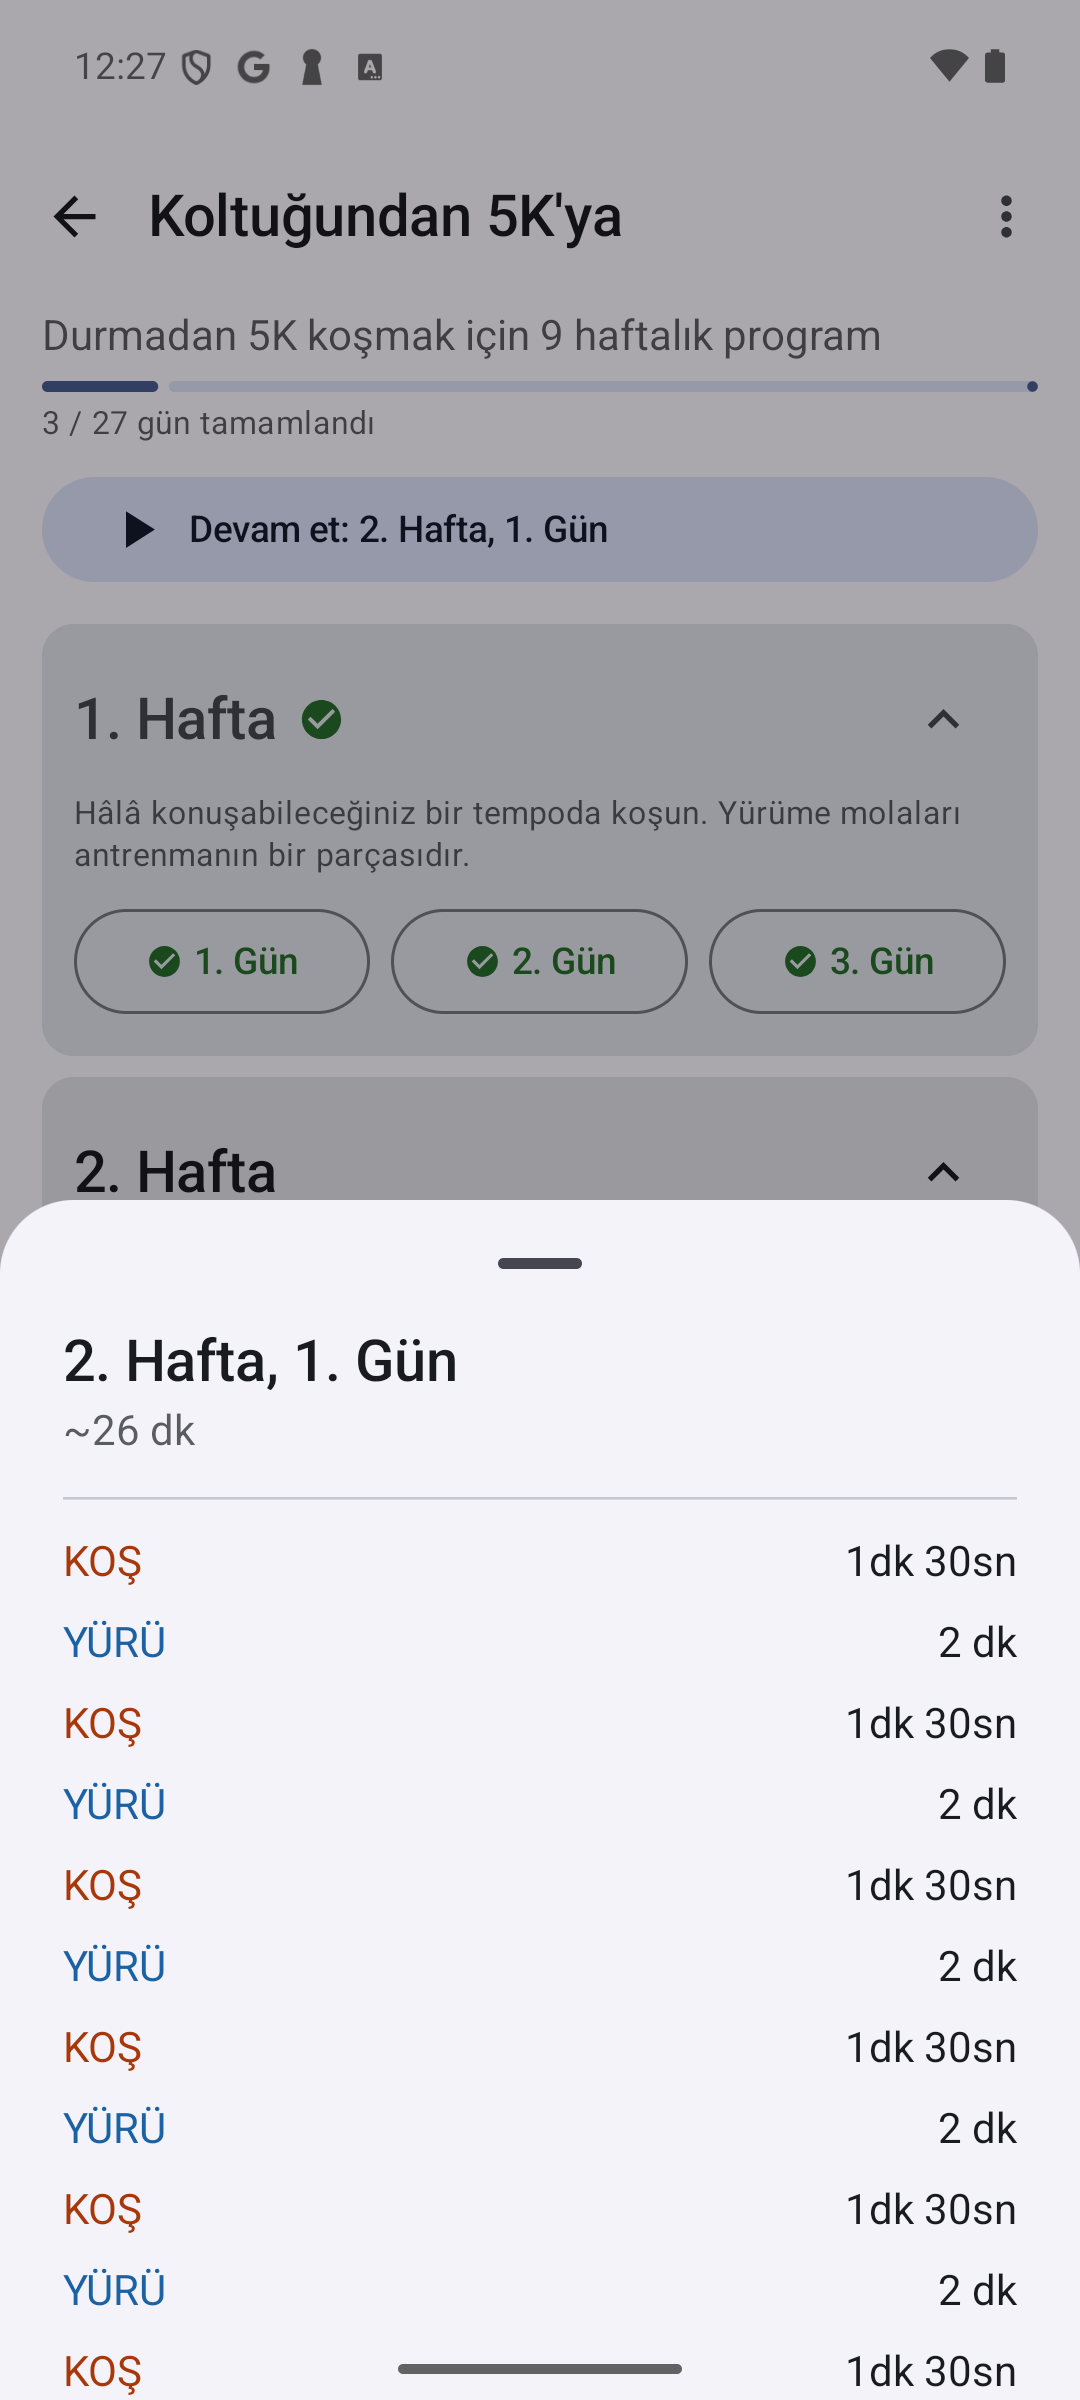 12:27
Koltuğundan 5K'ya
Durmadan 5K koşmak için 9 haftalık program
3 / 27 gün tamamlandı
Devam et: 2. Hafta, 1. Gün
1. Hafta
Hâlâ konuşabileceğiniz bir tempoda koşun. Yürüme molaları
antrenmanın bir parçasıdır.
1. Gün
2. Gün
3. Gün
2. Hafta
2. Hafta, 1. Gün
~26 dk
KOŞ 1dk 30sn
YÜRÜ 2 dk
KOŞ 1dk 30sn
YÜRÜ 2 dk
KOŞ 1dk 30sn
YÜRÜ 2 dk
KOŞ 1dk 30sn
YÜRÜ 2 dk
KOŞ 1dk 30sn
YÜRÜ 2 dk
KOŞ 1dk 30sn